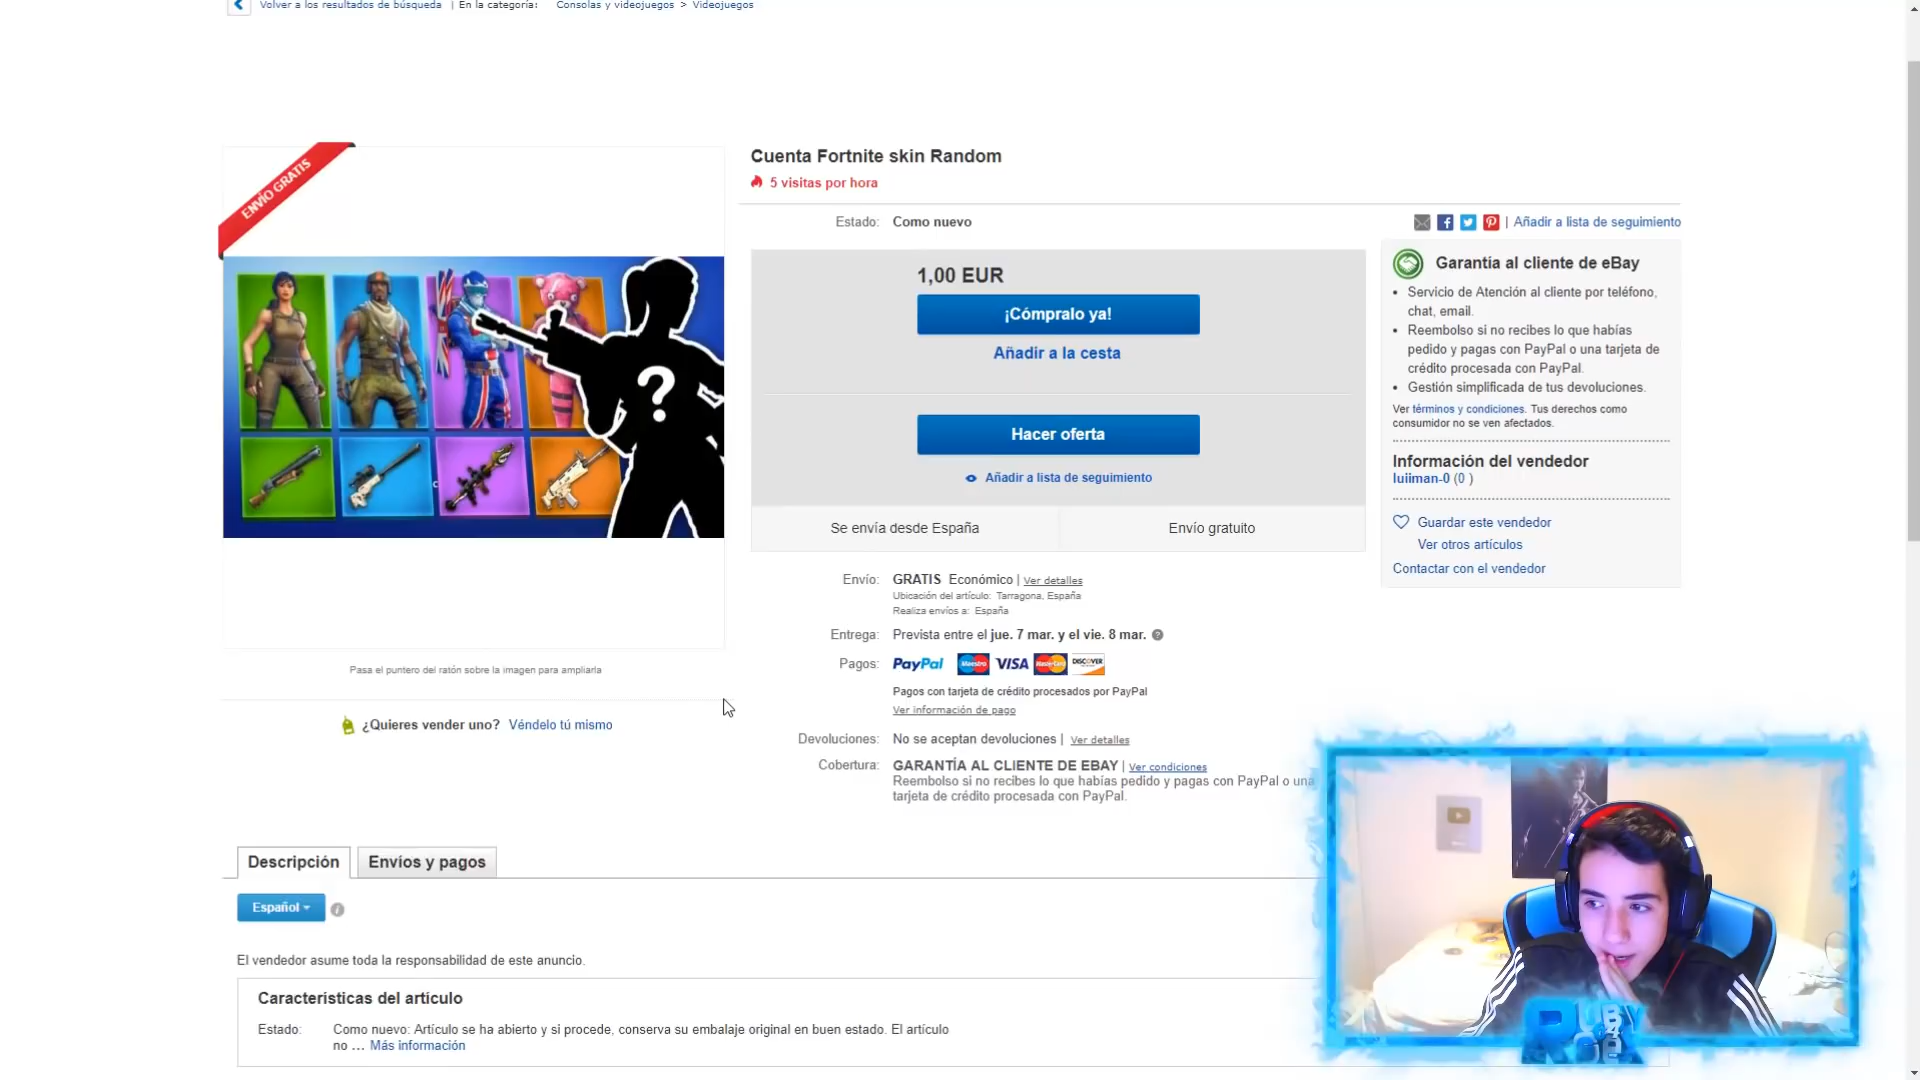 Volver a los resultados de búsqueda | En la categoría: Consolas y videojuegos > Videojuegos
ENVÍO GRATIS
Cuenta Fortnite skin Random
5 visitas por hora
Estado: Como nuevo
| Añadir a lista de seguimiento
1,00 EUR
¡Cómpralo ya!
Añadir a la cesta
Hacer oferta
Añadir a lista de seguimiento
Se envía desde España
Envío gratuito
?
Garantía al cliente de eBay
• Servicio de Atención al cliente por teléfono,
chat, email.
• Reembolso si no recibes lo que habías
pedido y pagas con PayPal o una tarjeta de
crédito procesada con PayPal.
• Gestión simplificada de tus devoluciones.
Ver términos y condiciones. Tus derechos como
consumidor no se ven afectados.
Información del vendedor
luiiman-0 (0 )
Guardar este vendedor
Ver otros artículos
Contactar con el vendedor
Envío: GRATIS Económico | Ver detalles
Ubicación del artículo: Tarragona, España
Realiza envíos a: España
Entrega: Prevista entre el jue. 7 mar. y el vie. 8 mar. ?
Pagos: PayPal Maestro VISA MasterCard DISCOVER
Pagos con tarjeta de crédito procesados por PayPal
Ver información de pago
Devoluciones: No se aceptan devoluciones | Ver detalles
Cobertura: GARANTÍA AL CLIENTE DE EBAY | Ver condiciones
Reembolso si no recibes lo que habías pedido y pagas con PayPal o una
tarjeta de crédito procesada con PayPal.
Pasa el puntero del ratón sobre la imagen para ampliarla
¿Quieres vender uno? Véndelo tú mismo
Descripción
Envíos y pagos
Español
El vendedor asume toda la responsabilidad de este anuncio.
Características del artículo
Estado: Como nuevo: Artículo se ha abierto y si procede, conserva su embalaje original en buen estado. El artículo
no ... Más información